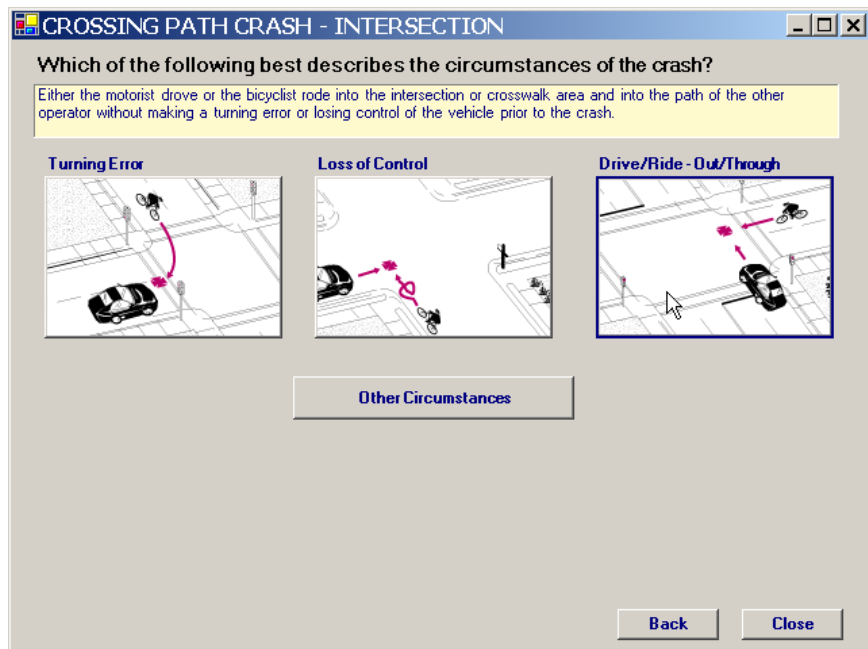 CROSSING PATH CRASH - INTERSECTION
Which of the following best describes the circumstances of the crash?
Either the motorist drove or the bicyclist rode into the intersection or crosswalk area and into the path of the other
operator without making a turning error or losing control of the vehicle prior to the crash.
Turning Error
Loss of Control
Drive/Ride - Out/Through
Other Circumstances
Back
Close